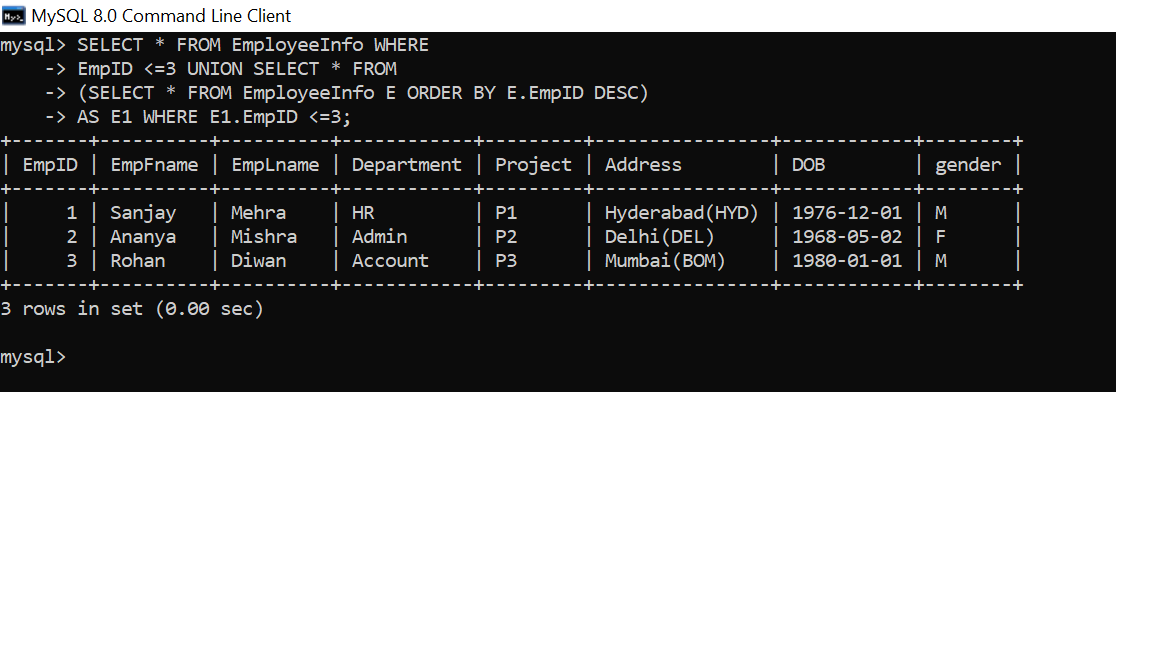 MySQL 8.0 Command Line Client
mysql> SELECT * FROM EmployeeInfo WHERE
    -> EmpID <=3 UNION SELECT * FROM
    -> (SELECT * FROM EmployeeInfo E ORDER BY E.EmpID DESC)
    -> AS E1 WHERE E1.EmpID <=3;
+-------+----------+----------+------------+---------+----------------+------------+--------+
| EmpID | EmpFname | EmpLname | Department | Project | Address        | DOB        | gender |
+-------+----------+----------+------------+---------+----------------+------------+--------+
|     1 | Sanjay   | Mehra    | HR         | P1      | Hyderabad(HYD) | 1976-12-01 | M      |
|     2 | Ananya   | Mishra   | Admin      | P2      | Delhi(DEL)     | 1968-05-02 | F      |
|     3 | Rohan    | Diwan    | Account    | P3      | Mumbai(BOM)    | 1980-01-01 | M      |
+-------+----------+----------+------------+---------+----------------+------------+--------+
3 rows in set (0.00 sec)
mysql>